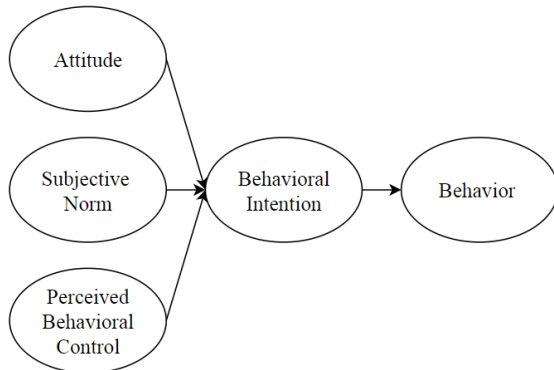 Attitude
Subjective
Norm
Perceived
Behavioral
Control
Behavioral
Intention
Behavior